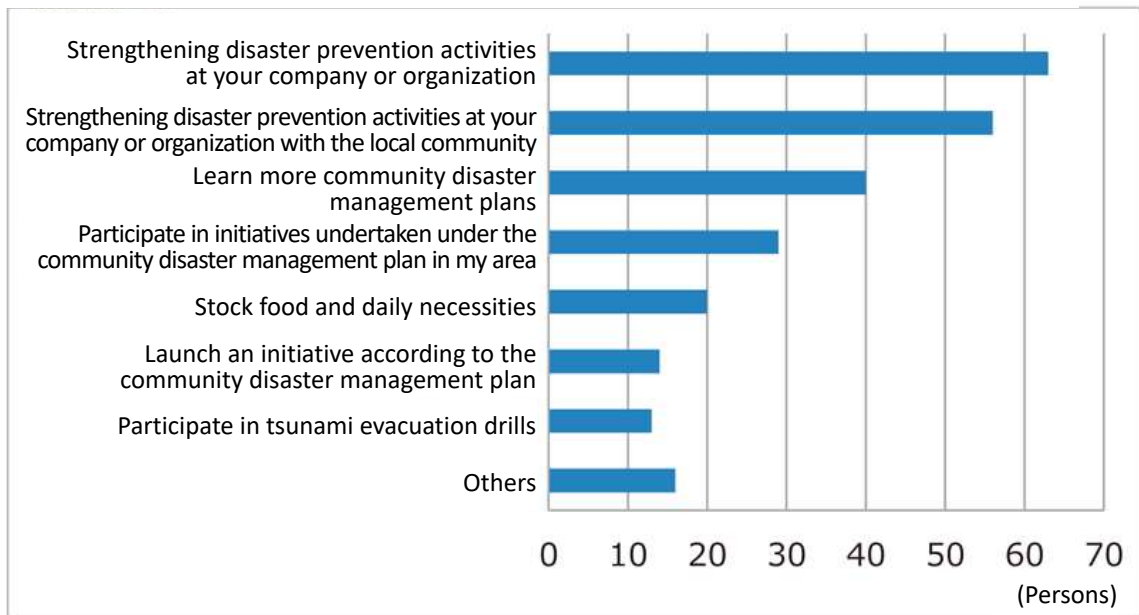 Strengthening disaster prevention activities
at your company or organization
Strengthening disaster prevention activities at your
company or organization with the local community
Learn more community disaster
management plans
Participate in initiatives undertaken under the
community disaster management plan in my area
Stock food and daily necessities
Launch an initiative according to the
community disaster management plan
Participate in tsunami evacuation drills
Others
0 10 20 30 40 50 60 70
(Persons)